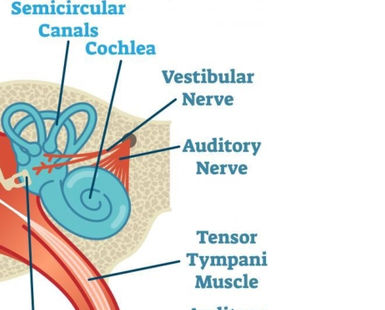 Semicircular
Canals
Cochlea
Vestibular
Nerve
Auditory
Nerve
Tensor
Tympani
Muscle